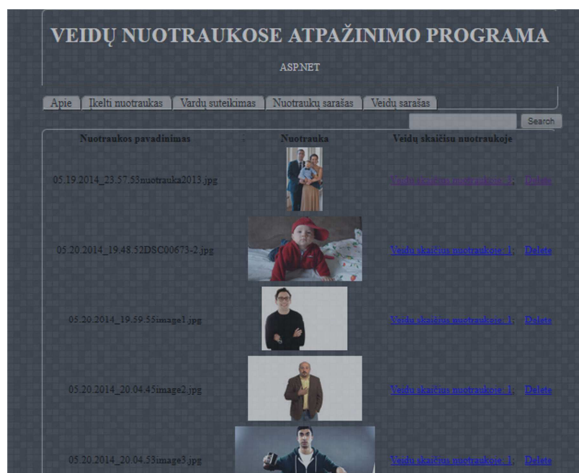 VEIDŲ NUOTRAUKOSE ATPAŽINIMO PROGRAMA
ASP.NET
Apie Įkelti nuotraukas Vardų suteikimas Nuotraukų sarašas Veidų sarašas
Search
Nuotraukos pavadinimas Nuotrauka Veidų skaičius nuotraukoje
05.19.2014_23.57.53nuotrauka2013.jpg Delete
05.20.2014_19.48.52DSC00673-2.jpg Veidų skaičius nuotraukoje: 1; Delete
05.20.2014_19.59.55image1.jpg Veidų skaičius nuotraukoje: 1; Delete
05.20.2014_20.04.45image2.jpg Veidų skaičius nuotraukoje: 1; Delete
05.20.2014_20.04.53image3.jpg Veidų skaičius nuotraukoje: 1; Delete